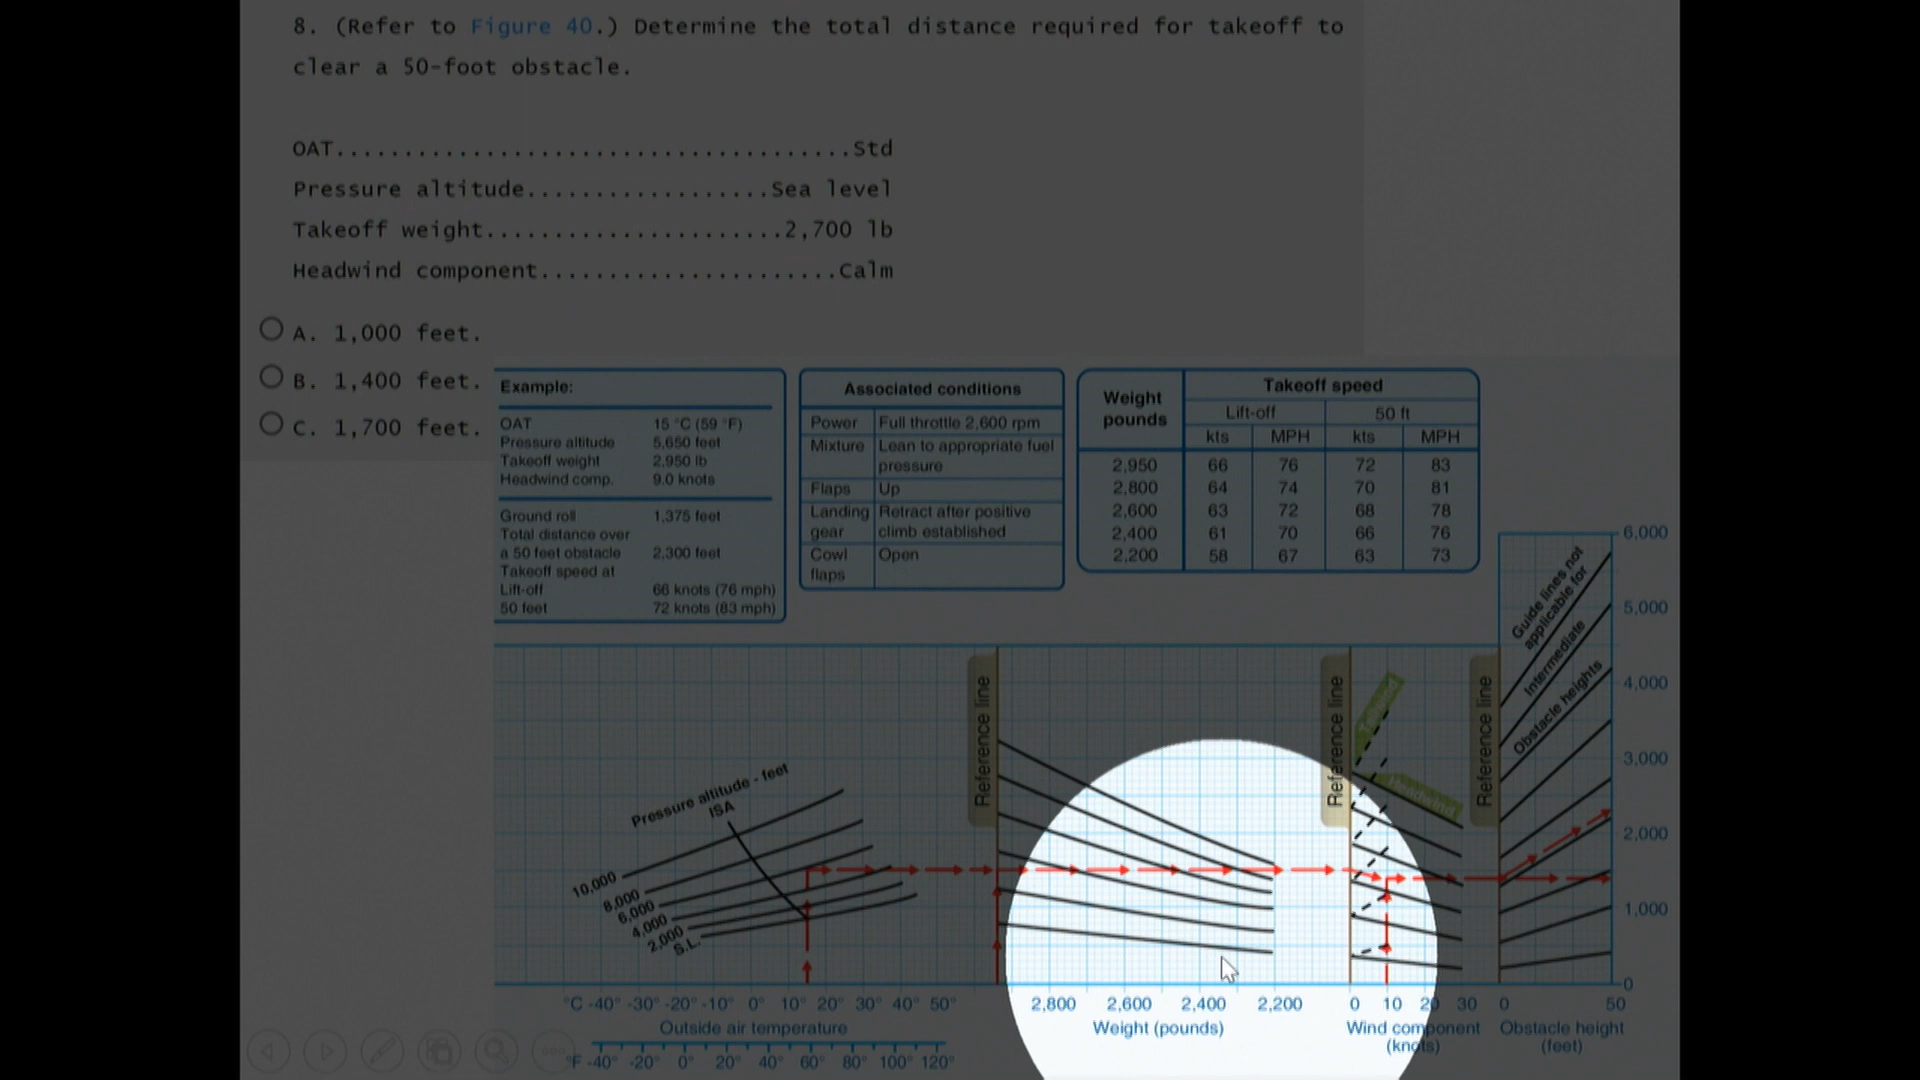 8. (Refer to Figure 40.) Determine the total distance required for takeoff to
clear a 50-foot obstacle.
OAT......................................Std
Pressure altitude..................Sea level
Takeoff weight......................2,700 lb
Headwind component......................Calm
A. 1,000 feet.
B. 1,400 feet.
C. 1,700 feet.
Example:
OAT 15 °C (59 °F)
Pressure altitude 5,650 feet
Takeoff weight 2,950 lb
Headwind comp. 9.0 knots
Ground roll 1,375 feet
Total distance over
a 50 feet obstacle 2,300 feet
Takeoff speed at
Lift-off 66 knots (76 mph)
50 feet 72 knots (83 mph)
Associated conditions
Power Full throttle 2,600 rpm
Mixture Lean to appropriate fuel
pressure
Flaps Up
Landing Retract after positive
gear climb established
Cowl Open
flaps
Weight
pounds
Takeoff speed
Lift-off 50 ft
kts MPH kts MPH
2,950 66 76 72 83
2,800 64 74 70 81
2,600 63 72 68 78
2,400 61 70 66 76
2,200 58 67 63 73
Pressure altitude - feet
ISA
10,000
8,000
6,000
4,000
2,000
S.L.
Reference line
Reference line
Tailwind
Headwind
Reference line
Guide lines not
applicable for
Intermediate
Obstacle heights
6,000
5,000
4,000
3,000
2,000
1,000
0
°C -40° -30° -20° -10° 0° 10° 20° 30° 40° 50°
Outside air temperature
°F -40° -20° 0° 20° 40° 60° 80° 100° 120°
2,800 2,600 2,400 2,200
Weight (pounds)
0 10 20 30
Wind component
(knots)
0 50
Obstacle height
(feet)